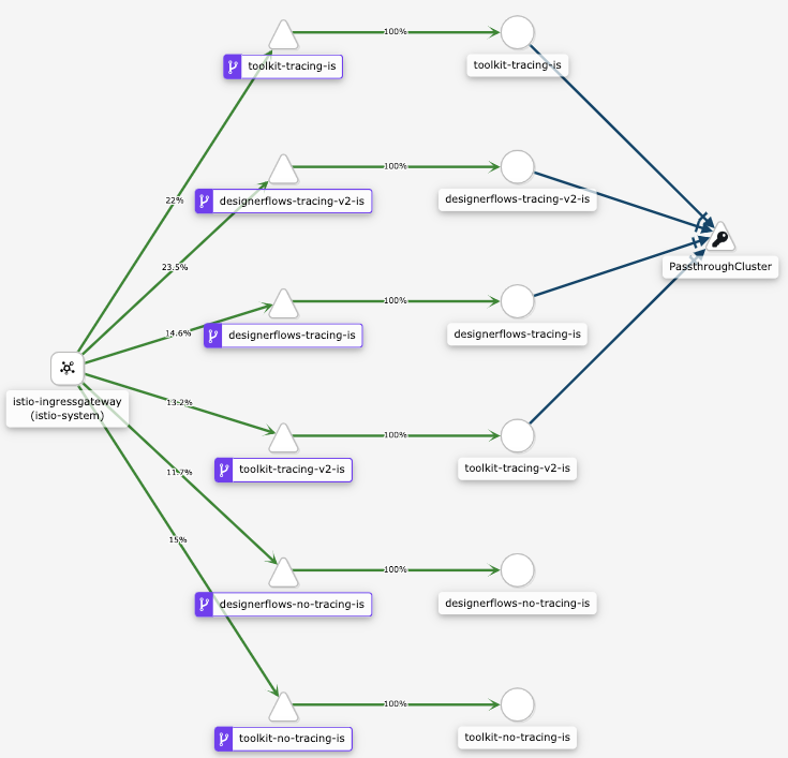 100%
toolkit-tracing-is
toolkit-tracing-is
22%
100%
designerflows-tracing-v2-is
designerflows-tracing-v2-is
23.5%
PassthroughCluster
100%
14.6%
designerflows-tracing-is
designerflows-tracing-is
istio-ingressgateway
(istio-system)
13.2%
100%
toolkit-tracing-v2-is
toolkit-tracing-v2-is
11.7%
15%
100%
designerflows-no-tracing-is
designerflows-no-tracing-is
100%
toolkit-no-tracing-is
toolkit-no-tracing-is